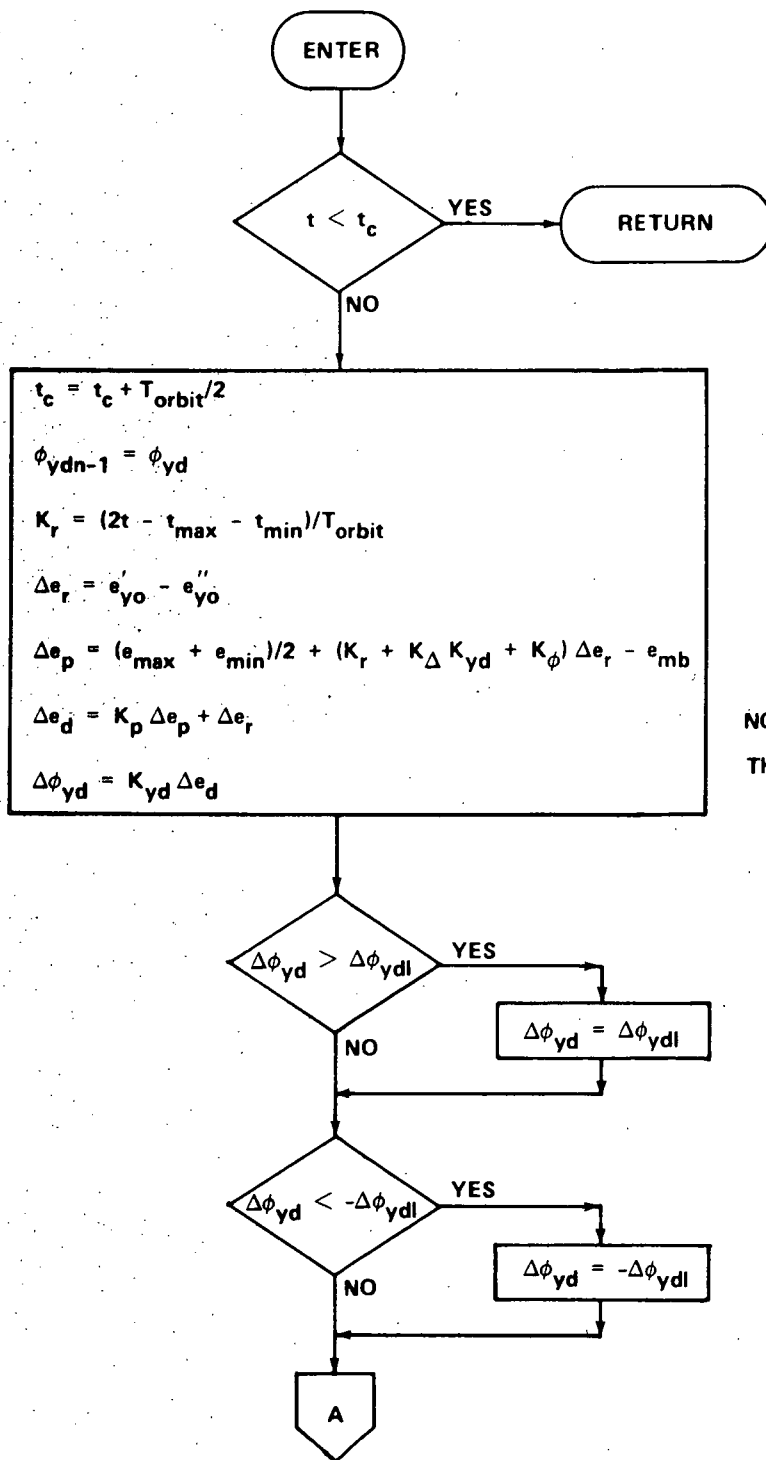 ENTER
t < t_c
YES
RETURN
NO
t_c = t_c + T_orbit/2
ϕ_ydn-1 = ϕ_yd
K_r = (2t - t_max - t_min)/T_orbit
Δe_r = e'_yo - e''_yo
Δe_p = (e_max + e_min)/2 + (K_r + K_Δ K_yd + K_ϕ) Δe_r - e_mb
Δe_d = K_p Δe_p + Δe_r
Δϕ_yd = K_yd Δe_d
Δϕ_yd > Δϕ_ydl
YES
Δϕ_yd = Δϕ_ydl
NO
Δϕ_yd < -Δϕ_ydl
YES
Δϕ_yd = -Δϕ_ydl
NO
A